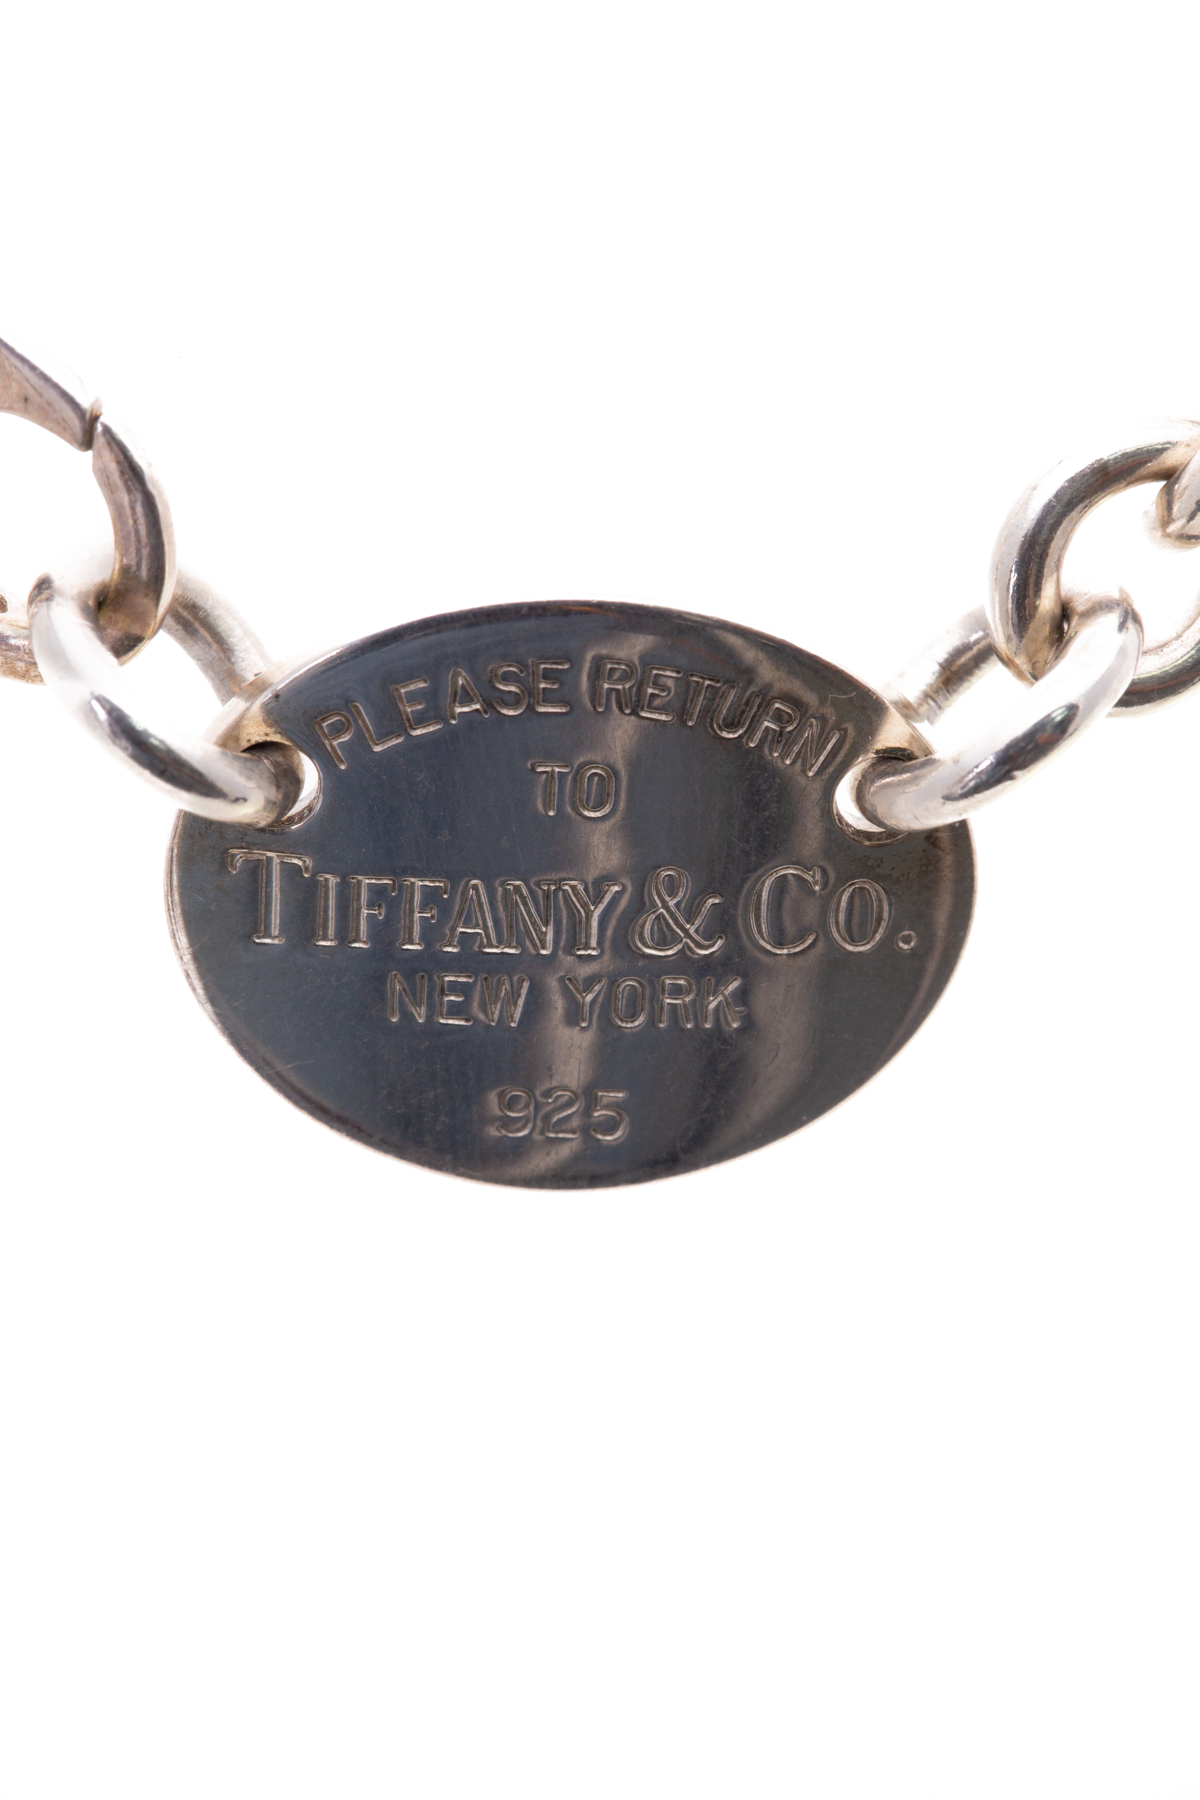 PLEASE RETURN
TO
TIFFANY & CO.
NEW YORK
925